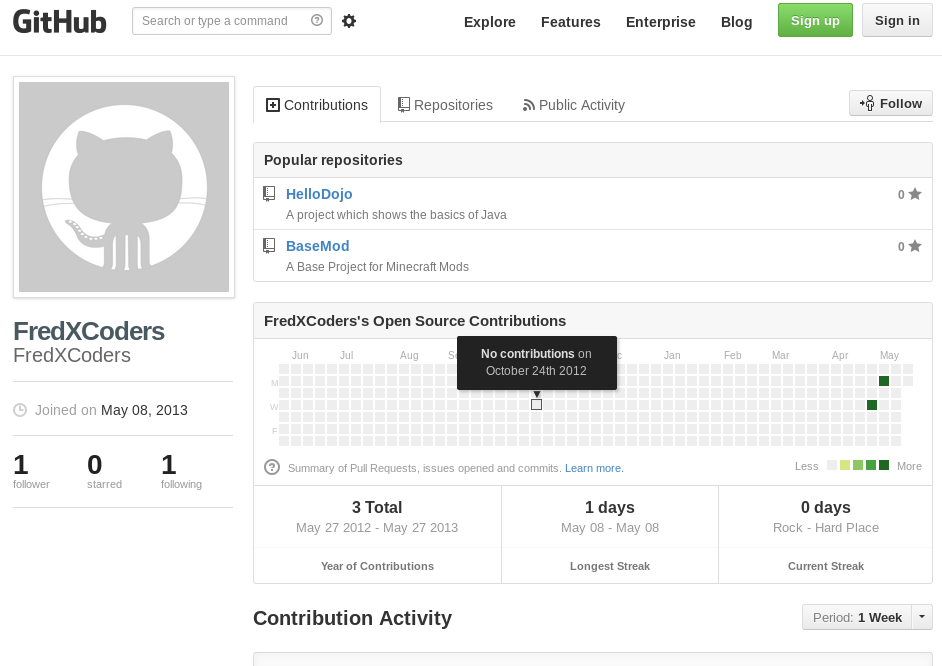 GitHub
Search or type a command
Explore
Features
Enterprise
Blog
Sign up
Sign in
Contributions
Repositories
Public Activity
Follow
Popular repositories
HelloDojo
0
A project which shows the basics of Java
BaseMod
0
A Base Project for Minecraft Mods
FredXCoders
FredXCoders
Joined on May 08, 2013
1
follower
0
starred
1
following
FredXCoders's Open Source Contributions
No contributions on
October 24th 2012
Jun
Jul
Aug
Jan
Feb
Mar
Apr
May
M
W
F
Summary of Pull Requests, issues opened and commits. Learn more.
Less
More
3 Total
May 27 2012 - May 27 2013
Year of Contributions
1 days
May 08 - May 08
Longest Streak
0 days
Rock - Hard Place
Current Streak
Contribution Activity
Period: 1 Week